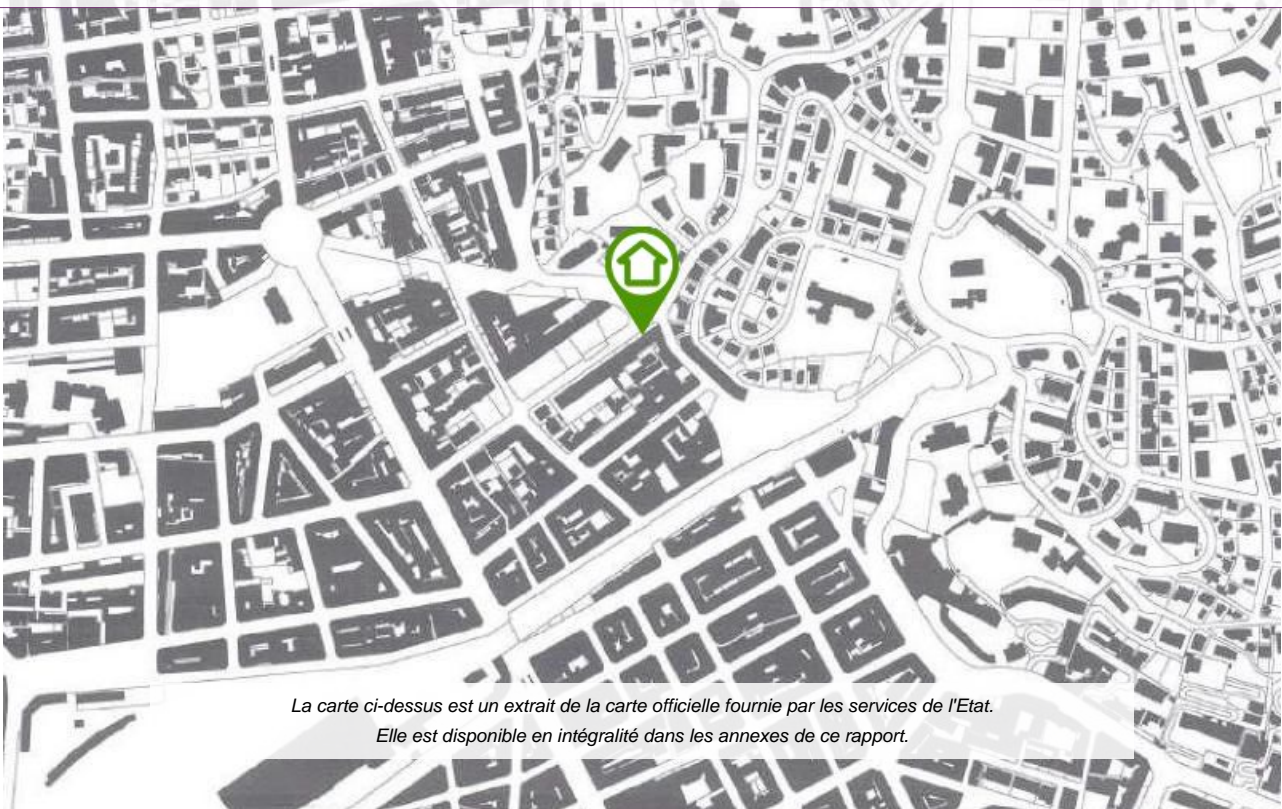 La carte ci-dessus est un extrait de la carte officielle fournie par les services de l'Etat.
Elle est disponible en intégralité dans les annexes de ce rapport.